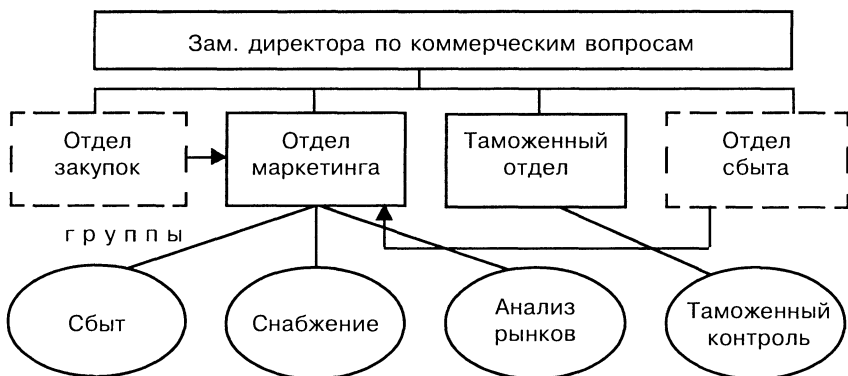 Зам. директора по коммерческим вопросам
Отдел
закупок
Отдел
маркетинга
Таможенный
отдел
Отдел
сбыта
группы
Сбыт
Снабжение
Анализ
рынков
Таможенный
контроль